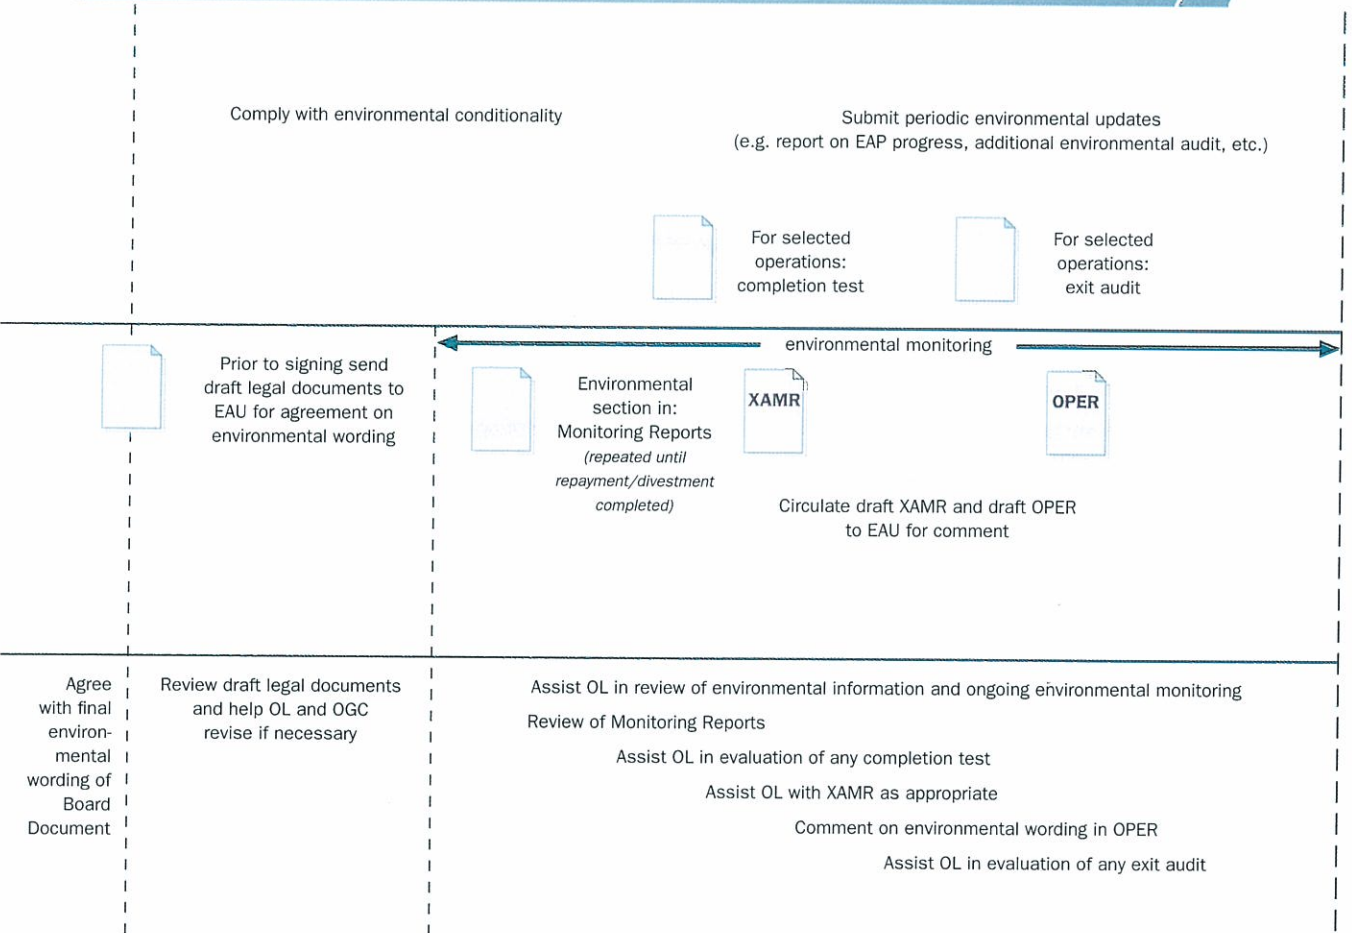 Comply with environmental conditionality
Submit periodic environmental updates
(e.g. report on EAP progress, additional environmental audit, etc.)
For selected
operations:
completion test
For selected
operations:
exit audit
environmental monitoring
Prior to signing send
draft legal documents to
EAU for agreement on
environmental wording
Environmental
section in:
Monitoring Reports
(repeated until
repayment/divestment
completed)
XAMR
OPER
Circulate draft XAMR and draft OPER
to EAU for comment
Agree
with final
environ-
mental
wording of
Board
Document
Review draft legal documents
and help OL and OGC
revise if necessary
Assist OL in review of environmental information and ongoing environmental monitoring
Review of Monitoring Reports
Assist OL in evaluation of any completion test
Assist OL with XAMR as appropriate
Comment on environmental wording in OPER
Assist OL in evaluation of any exit audit